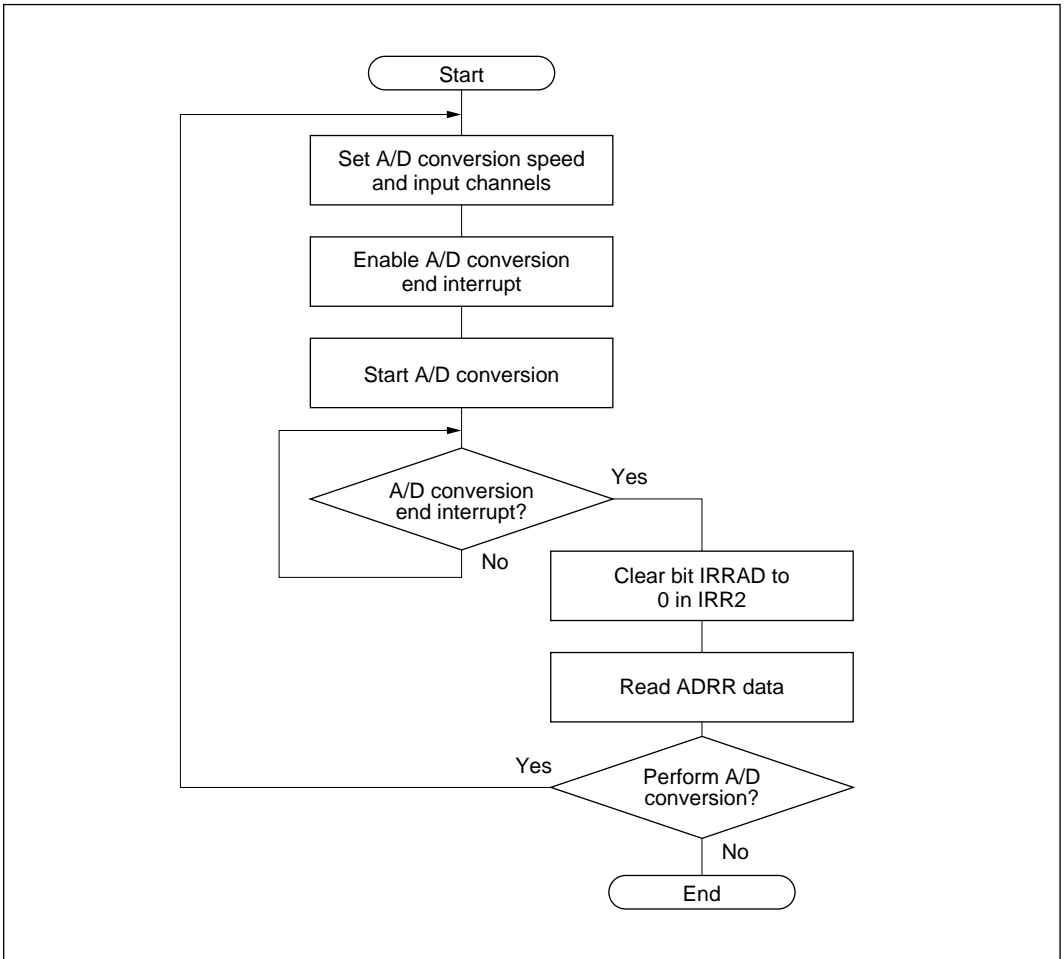 Start
Set A/D conversion speed
and input channels
Enable A/D conversion
end interrupt
Start A/D conversion
A/D conversion
end interrupt?
Yes
No
Clear bit IRRAD to
0 in IRR2
Read ADRR data
Perform A/D
conversion?
Yes
No
End